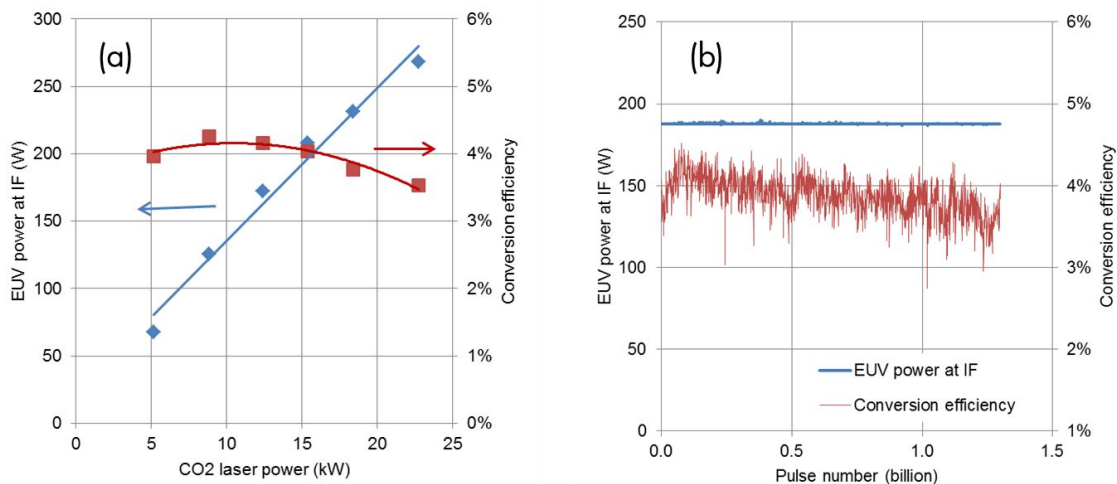 (a)
300
250
200
150
100
50
0
EUV power at IF (W)
6%
5%
4%
3%
2%
1%
0%
Conversion efficiency
0 5 10 15 20 25
CO2 laser power (kW)
(b)
250
200
150
100
50
0
EUV power at IF (W)
6%
5%
4%
3%
2%
1%
Conversion efficiency
EUV power at IF
Conversion efficiency
0.0 0.5 1.0 1.5
Pulse number (billion)